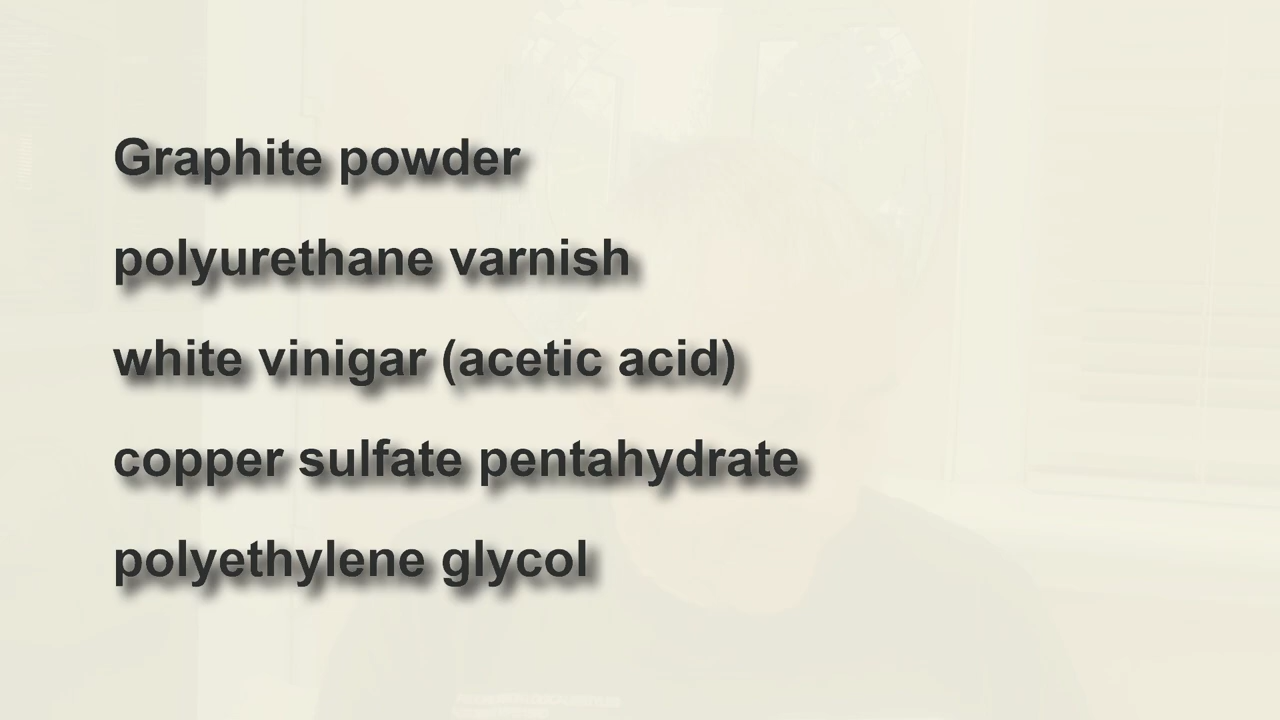 Graphite powder
polyurethane varnish
white vinigar (acetic acid)
copper sulfate pentahydrate
polyethylene glycol